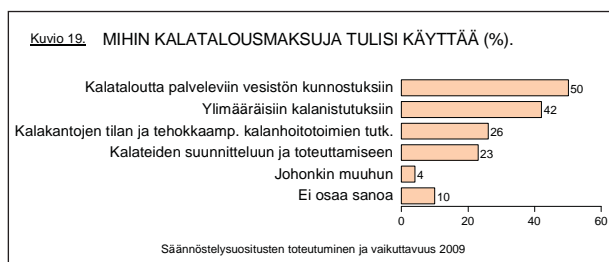 Kuvio 19. MIHIN KALATALOUSMAKSUJA TULISI KÄYTTÄÄ (%).
Kalataloutta palveleviin vesistön kunnostuksiin 50
Ylimääräisiin kalanistutuksiin 42
Kalakantojen tilan ja tehokkaamp. kalanhoitotoimien tutk. 26
Kalateiden suunnitteluun ja toteuttamiseen 23
Johonkin muuhun 4
Ei osaa sanoa 10
0 20 40 60
Säännöstelysuositusten toteutuminen ja vaikuttavuus 2009